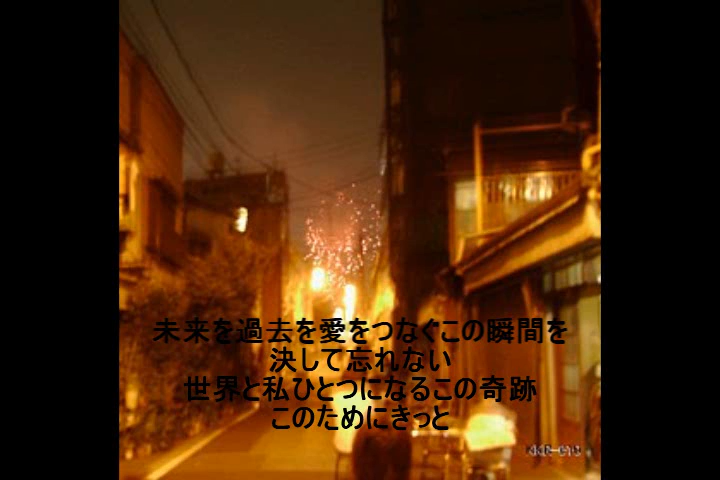 未来を過去を愛をつなぐこの瞬間を
決して忘れない
世界と私ひとつになるこの奇跡
このためにきっと